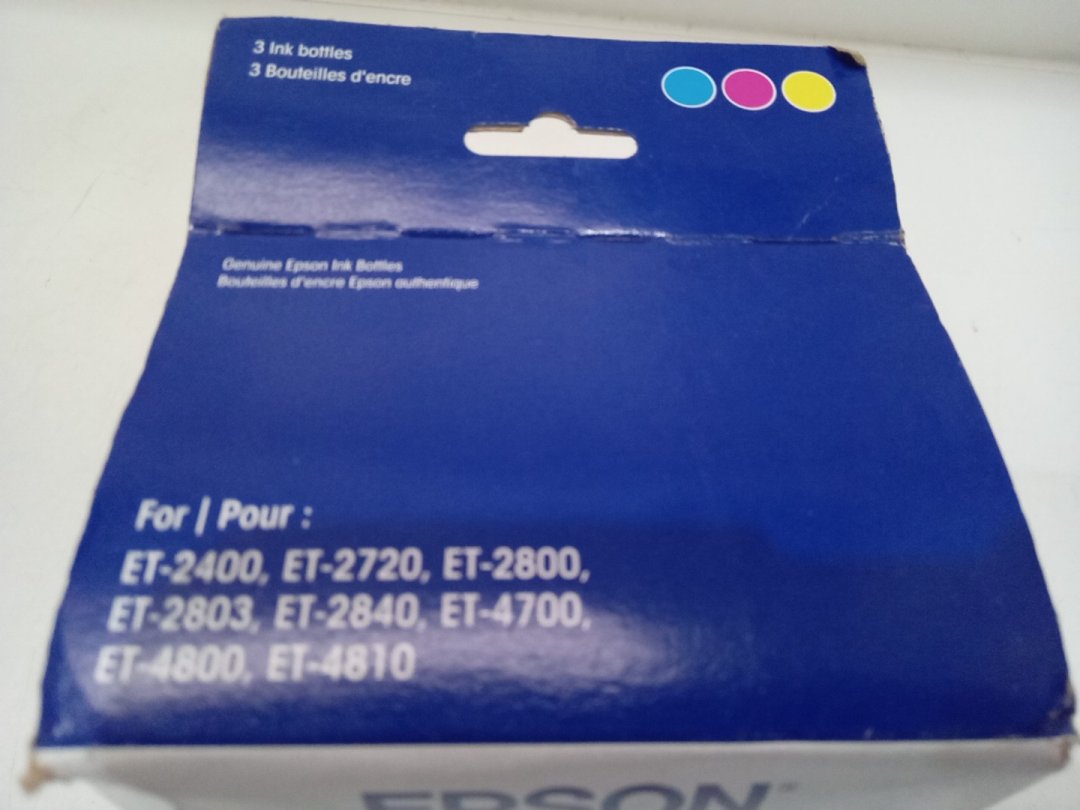 3 Ink bottles
3 Bouteilles d'encre
Genuine Epson Ink Bottles
Bouteilles d'encre Epson authentique
For | Pour :
ET-2400, ET-2720, ET-2800,
ET-2803, ET-2840, ET-4700,
ET-4800, ET-4810
EPSON